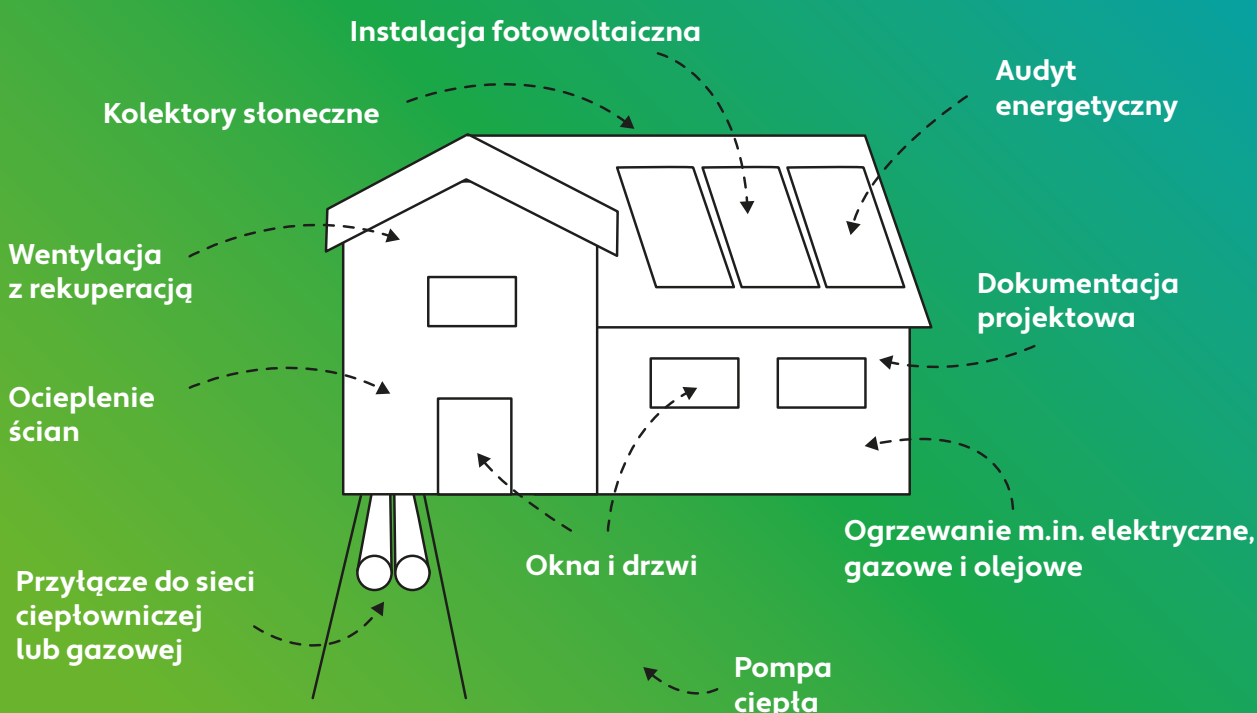 Instalacja fotowoltaiczna
Kolektory słoneczne
Audyt
energetyczny
Wentylacja
z rekuperacją
Dokumentacja
projektowa
Ocieplenie
ścian
Ogrzewanie m.in. elektryczne,
gazowe i olejowe
Okna i drzwi
Przyłącze do sieci
ciepłowniczej
lub gazowej
Pompa
ciepła